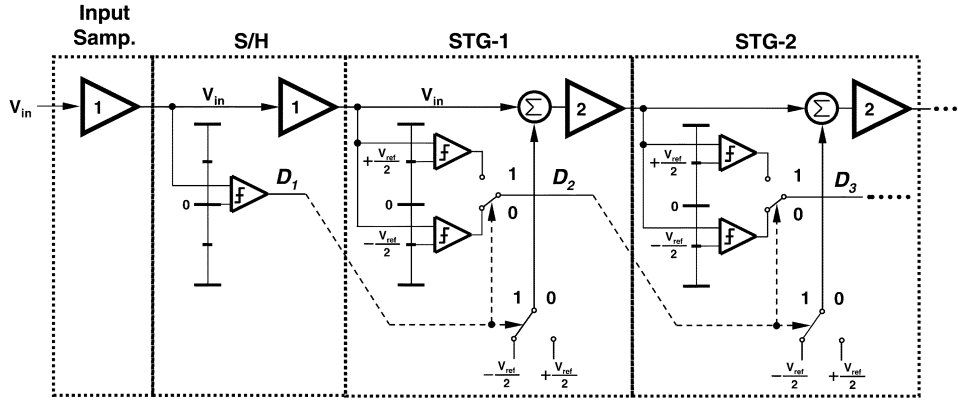 Input
Samp.
S/H
STG-1
STG-2
V_in
1
V_in
1
V_in
Σ
2
Σ
2
D_1
0
+V_ref/2
0
-V_ref/2
1
0
D_2
+V_ref/2
0
-V_ref/2
1
0
D_3
1 0
-V_ref/2 +V_ref/2
1 0
-V_ref/2 +V_ref/2